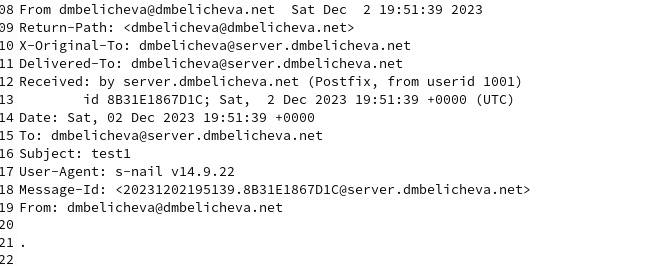 08 From dmbelicheva@dmbelicheva.net  Sat Dec  2 19:51:39 2023
09 Return-Path: <dmbelicheva@dmbelicheva.net>
10 X-Original-To: dmbelicheva@server.dmbelicheva.net
11 Delivered-To: dmbelicheva@server.dmbelicheva.net
12 Received: by server.dmbelicheva.net (Postfix, from userid 1001)
13         id 8B31E1867D1C; Sat,  2 Dec 2023 19:51:39 +0000 (UTC)
14 Date: Sat, 02 Dec 2023 19:51:39 +0000
15 To: dmbelicheva@server.dmbelicheva.net
16 Subject: test1
17 User-Agent: s-nail v14.9.22
18 Message-Id: <20231202195139.8B31E1867D1C@server.dmbelicheva.net>
19 From: dmbelicheva@dmbelicheva.net
20
21 .
22